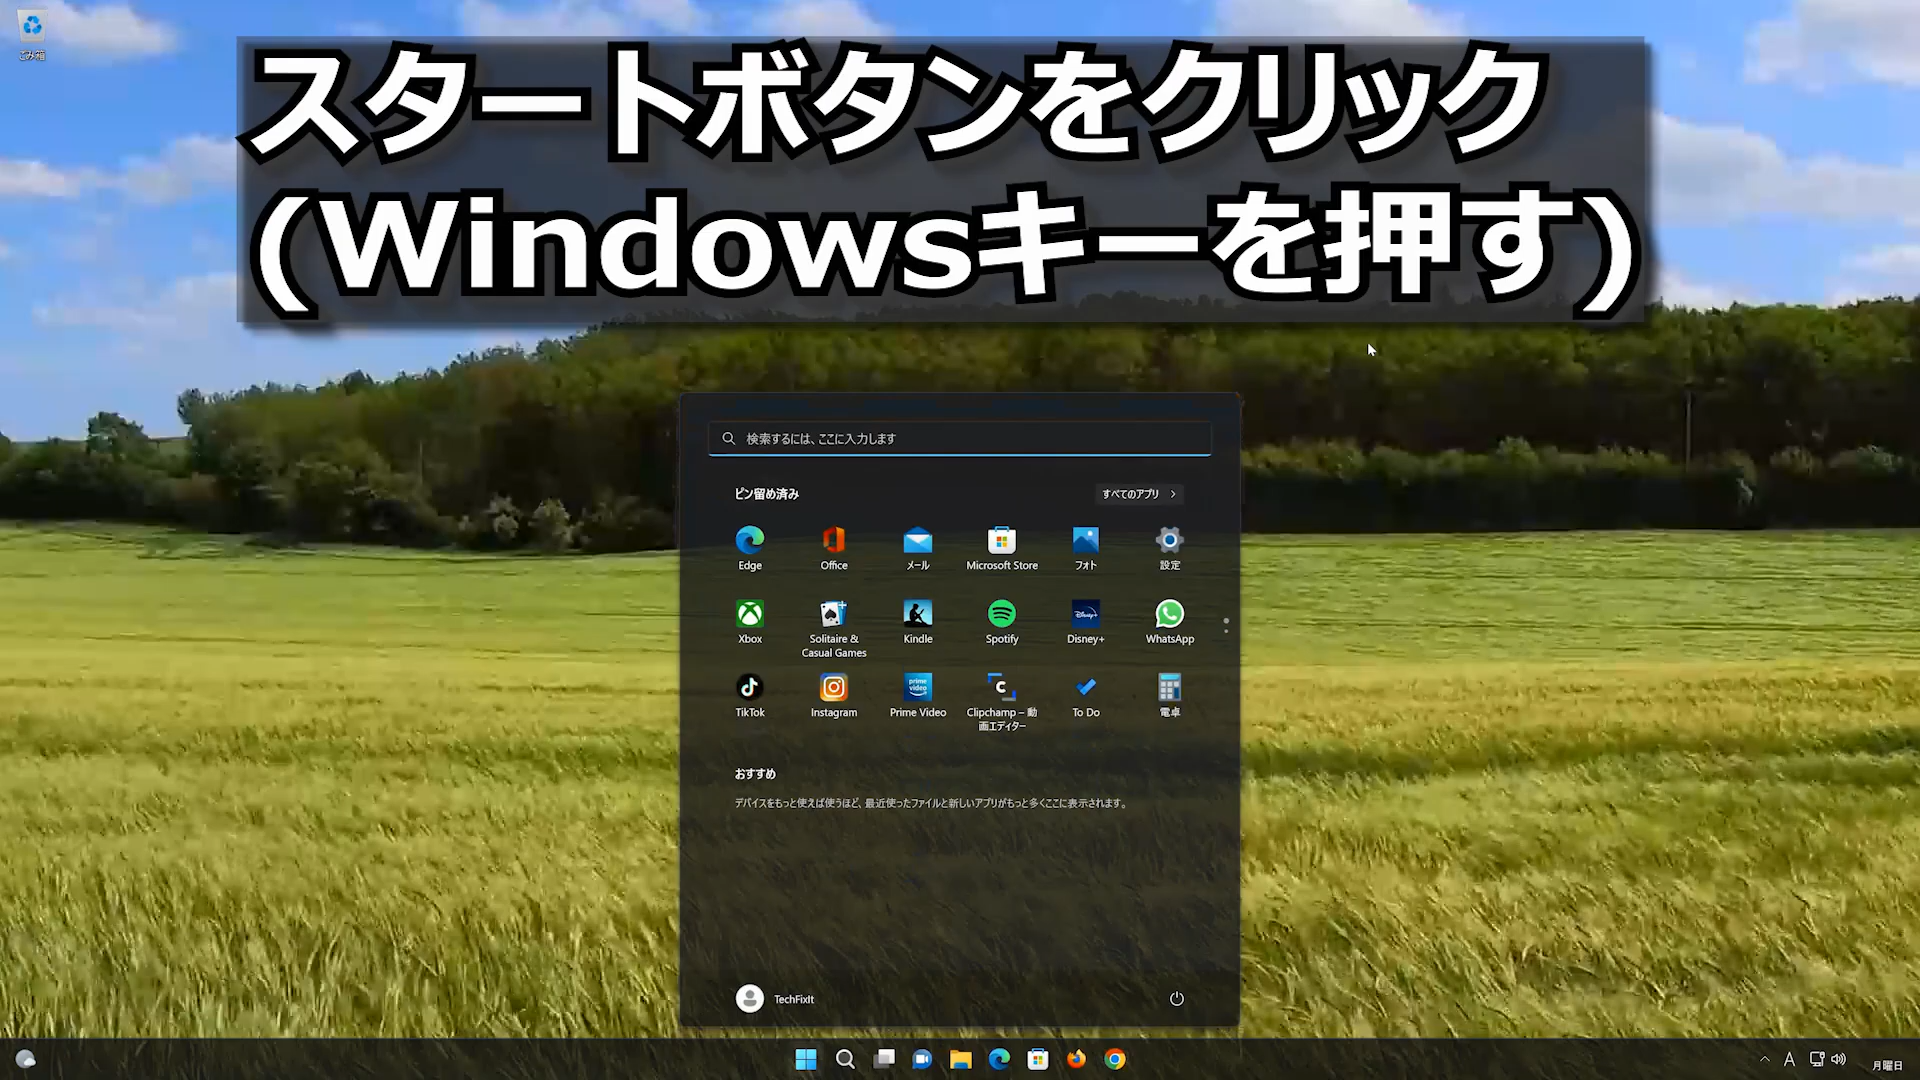 ごみ箱
スタートボタンをクリック
(Windowsキーを押す)
検索するには、ここに入力します
ピン留め済み
すべてのアプリ
Edge
Office
メール
Microsoft Store
フォト
設定
Xbox
Solitaire &
Casual Games
Kindle
Spotify
Disney+
WhatsApp
TikTok
Instagram
prime
video
Prime Video
Clipchamp – 動
画エディター
To Do
電卓
おすすめ
デバイスをもっと使えば使うほど、最近使ったファイルと新しいアプリがもっと多くここに表示されます。
TechFixIt
A
月曜日